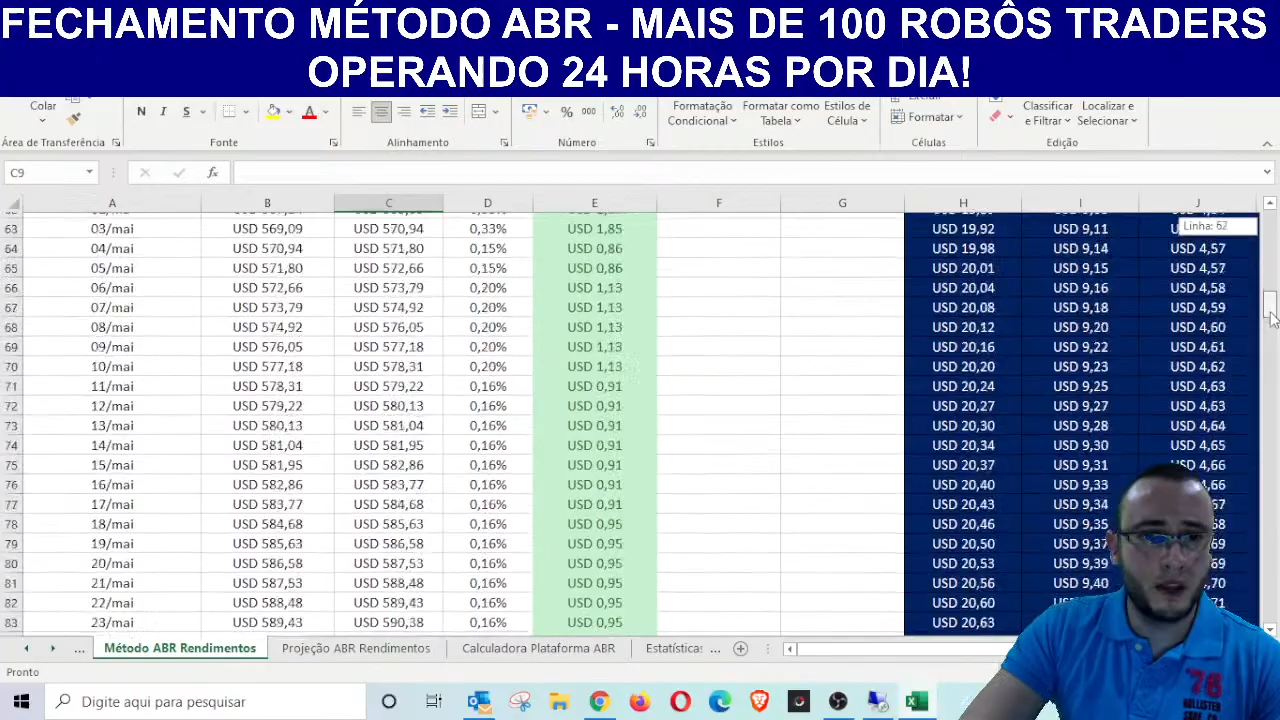 FECHAMENTO MÉTODO ABR - MAIS DE 100 ROBÔS TRADERS
OPERANDO 24 HORAS POR DIA!
Colar
N I S
% 000
Formatação Formatar como Estilos de
Condicional Tabela Célula
Formatar
Classificar Localizar e
e Filtrar Selecionar
Área de Transferência Fonte Alinhamento Número Estilos Células Edição
C9 fx
A B C D E F G H I J
63 03/mai USD 569,09 USD 570,94 0,33% USD 1,85 USD 19,92 USD 9,11
Linha: 62
64 04/mai USD 570,94 USD 571,80 0,15% USD 0,86 USD 19,98 USD 9,14 USD 4,57
65 05/mai USD 571,80 USD 572,66 0,15% USD 0,86 USD 20,01 USD 9,15 USD 4,57
66 06/mai USD 572,66 USD 573,79 0,20% USD 1,13 USD 20,04 USD 9,16 USD 4,58
67 07/mai USD 573,79 USD 574,92 0,20% USD 1,13 USD 20,08 USD 9,18 USD 4,59
68 08/mai USD 574,92 USD 576,05 0,20% USD 1,13 USD 20,12 USD 9,20 USD 4,60
69 09/mai USD 576,05 USD 577,18 0,20% USD 1,13 USD 20,16 USD 9,22 USD 4,61
70 10/mai USD 577,18 USD 578,31 0,20% USD 1,13 USD 20,20 USD 9,23 USD 4,62
71 11/mai USD 578,31 USD 579,22 0,16% USD 0,91 USD 20,24 USD 9,25 USD 4,63
72 12/mai USD 579,22 USD 580,13 0,16% USD 0,91 USD 20,27 USD 9,27 USD 4,63
73 13/mai USD 580,13 USD 581,04 0,16% USD 0,91 USD 20,30 USD 9,28 USD 4,64
74 14/mai USD 581,04 USD 581,95 0,16% USD 0,91 USD 20,34 USD 9,30 USD 4,65
75 15/mai USD 581,95 USD 582,86 0,16% USD 0,91 USD 20,37 USD 9,31 USD 4,66
76 16/mai USD 582,86 USD 583,77 0,16% USD 0,91 USD 20,40 USD 9,33 4,66
77 17/mai USD 583,77 USD 584,68 0,16% USD 0,91 USD 20,43 USD 9,34 67
78 18/mai USD 584,68 USD 585,63 0,16% USD 0,95 USD 20,46 USD 9,35 68
79 19/mai USD 585,63 USD 586,58 0,16% USD 0,95 USD 20,50 USD 9,37 69
80 20/mai USD 586,58 USD 587,53 0,16% USD 0,95 USD 20,53 USD 9,39 69
81 21/mai USD 587,53 USD 588,48 0,16% USD 0,95 USD 20,56 USD 9,40 70
82 22/mai USD 588,48 USD 589,43 0,16% USD 0,95 USD 20,60 71
83 23/mai USD 589,43 USD 590,38 0,16% USD 0,95 USD 20,63
... Método ABR Rendimentos Projeção ABR Rendimentos Calculadora Plataforma ABR Estatísticas ...
Pronto
Digite aqui para pesquisar
76
HOLLISTER